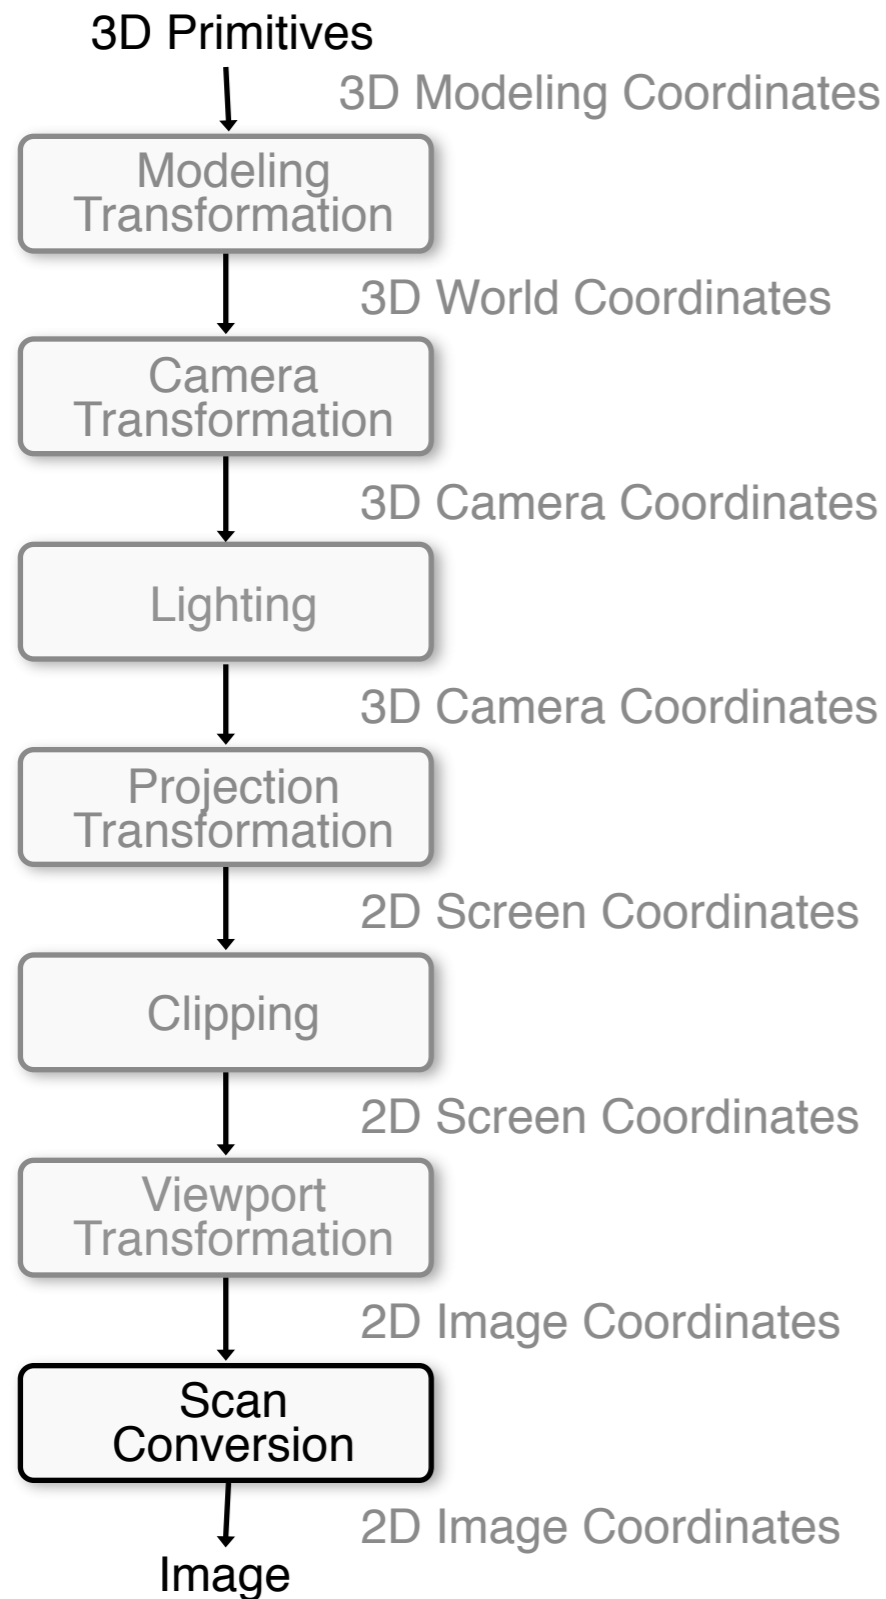 3D Primitives
3D Modeling Coordinates
Modeling
Transformation
3D World Coordinates
Camera
Transformation
3D Camera Coordinates
Lighting
3D Camera Coordinates
Projection
Transformation
2D Screen Coordinates
Clipping
2D Screen Coordinates
Viewport
Transformation
2D Image Coordinates
Scan
Conversion
2D Image Coordinates
Image